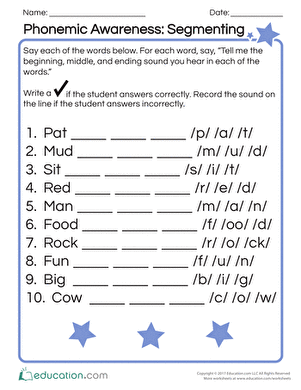 Name: Date:
Phonemic Awareness: Segmenting
Say each of the words below. For each word, say, “Tell me the
beginning, middle, and ending sound you hear in each of the
words.”
Write a ✓ if the student answers correctly. Record the sound on
the line if the student answers incorrectly.
1. Pat ____ ____ ____ /p/ /a/ /t/
2. Mud ____ ____ ____ /m/ /u/ /d/
3. Sit ____ ____ ____ /s/ /i/ /t/
4. Red ____ ____ ____ /r/ /e/ /d/
5. Man ____ ____ ____ /m/ /a/ /n/
6. Food ____ ____ ____ /f/ /oo/ /d/
7. Rock ____ ____ ____ /r/ /o/ /ck/
8. Fun ____ ____ ____ /f/ /u/ /n/
9. Big ____ ____ ____ /b/ /i/ /g/
10. Cow ____ ____ ____ /c/ /o/ /w/
education.com
Copyright © 2017 Education.com LLC All Rights Reserved
More worksheets at www.education.com/worksheets